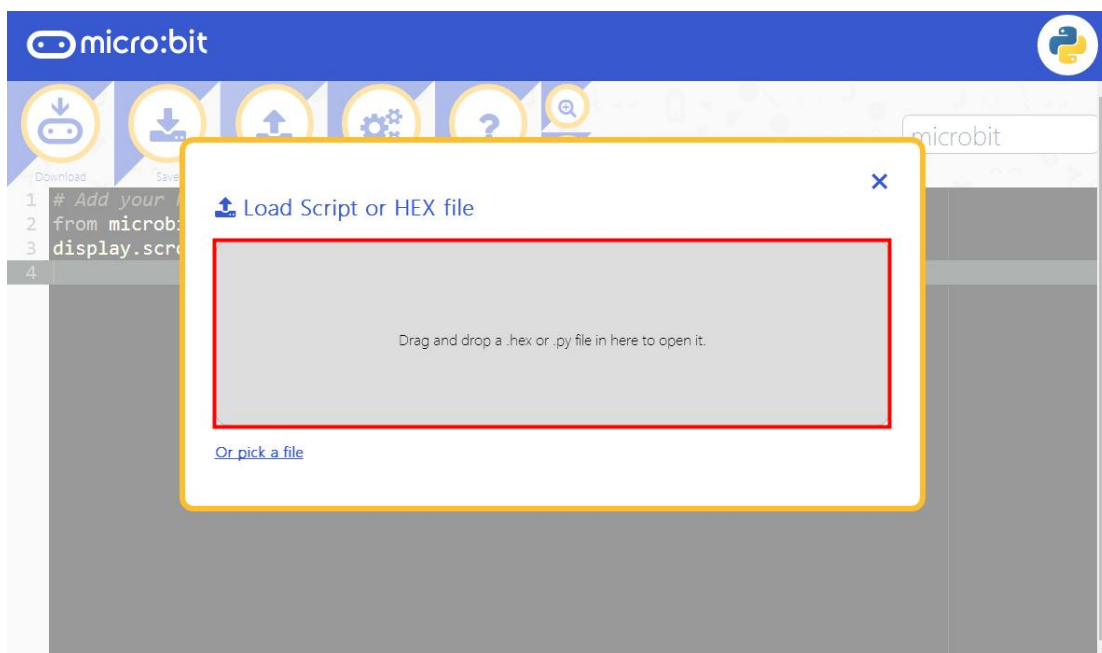 micro:bit
microbit
Download
Save
Load Script or HEX file
1 # Add your
2 from microb
3 display.scr
4
Drag and drop a .hex or .py file in here to open it.
Or pick a file